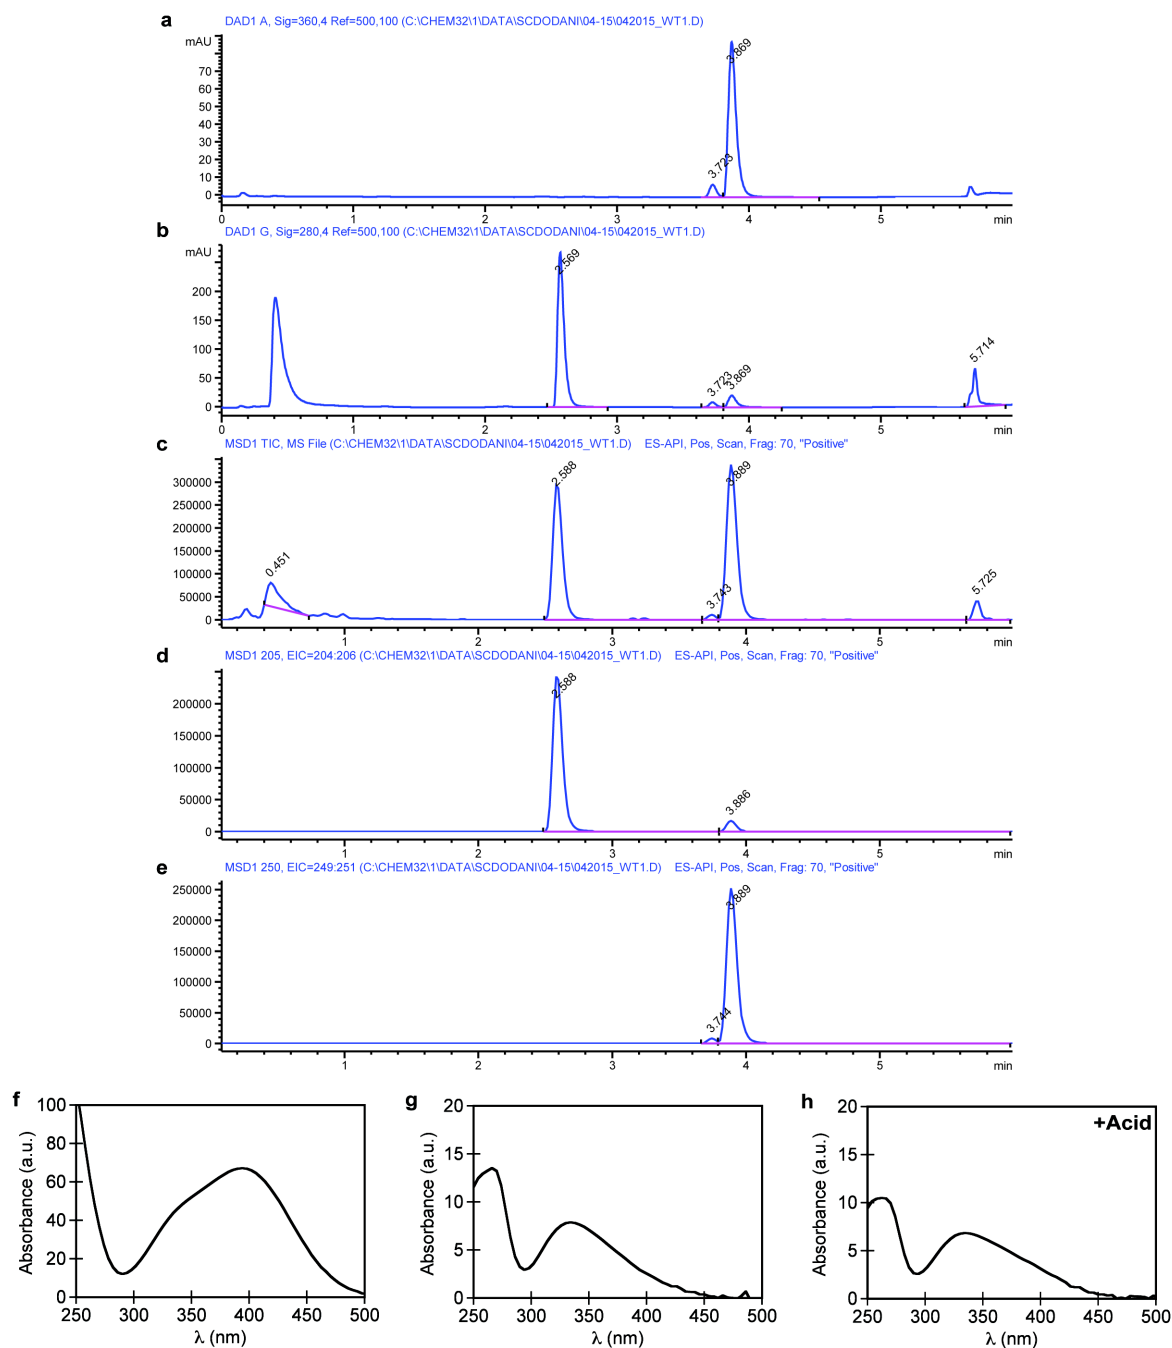 a DAD1 A, Sig=360,4 Ref=500,100 (C:\CHEM32\1\DATA\SCDODANI\04-15\042015_WT1.D)
mAU
70
60
50
40
30
20
10
0
3.723
3.869
0 1 2 3 4 5 min
b DAD1 G, Sig=280,4 Ref=500,100 (C:\CHEM32\1\DATA\SCDODANI\04-15\042015_WT1.D)
mAU
200
150
100
50
0
2.569
3.723
3.869
5.714
0 1 2 3 4 5 min
c MSD1 TIC, MS File (C:\CHEM32\1\DATA\SCDODANI\04-15\042015_WT1.D) ES-API, Pos, Scan, Frag: 70, "Positive"
300000
250000
200000
150000
100000
50000
0
0.451
2.588
3.743
3.889
5.725
1 2 3 4 5 min
d MSD1 205, EIC=204:206 (C:\CHEM32\1\DATA\SCDODANI\04-15\042015_WT1.D) ES-API, Pos, Scan, Frag: 70, "Positive"
200000
150000
100000
50000
0
2.588
3.886
1 2 3 4 5 min
e MSD1 250, EIC=249:251 (C:\CHEM32\1\DATA\SCDODANI\04-15\042015_WT1.D) ES-API, Pos, Scan, Frag: 70, "Positive"
250000
200000
150000
100000
50000
0
3.744
3.889
1 2 3 4 5 min
f
Absorbance (a.u.)
100
80
60
40
20
0
250 300 350 400 450 500
λ (nm)
g
Absorbance (a.u.)
20
15
10
5
0
250 300 350 400 450 500
λ (nm)
h
+Acid
Absorbance (a.u.)
20
15
10
5
0
250 300 350 400 450 500
λ (nm)